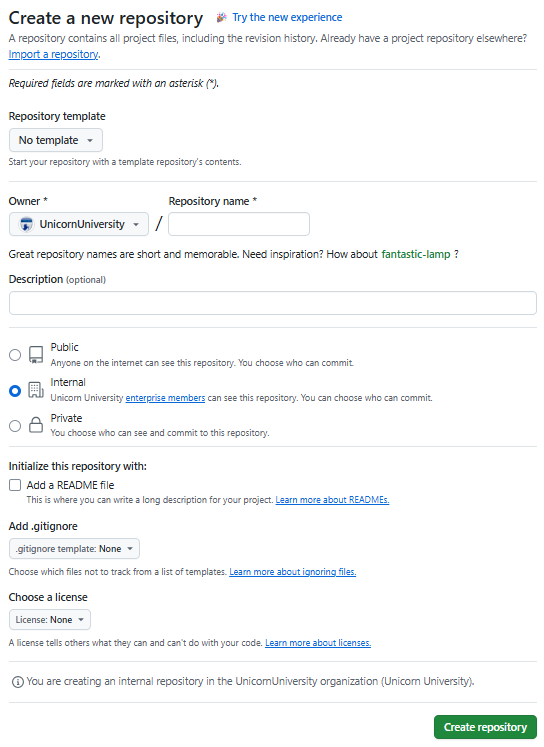 Create a new repository Try the new experience
A repository contains all project files, including the revision history. Already have a project repository elsewhere?
Import a repository.
Required fields are marked with an asterisk (*).
Repository template
No template
Start your repository with a template repository's contents.
Owner * Repository name *
UnicornUniversity /
Great repository names are short and memorable. Need inspiration? How about fantastic-lamp ?
Description (optional)
Public
Anyone on the internet can see this repository. You choose who can commit.
Internal
Unicorn University enterprise members can see this repository. You can choose who can commit.
Private
You choose who can see and commit to this repository.
Initialize this repository with:
Add a README file
This is where you can write a long description for your project. Learn more about READMEs.
Add .gitignore
.gitignore template: None
Choose which files not to track from a list of templates. Learn more about ignoring files.
Choose a license
License: None
A license tells others what they can and can't do with your code. Learn more about licenses.
You are creating an internal repository in the UnicornUniversity organization (Unicorn University).
Create repository